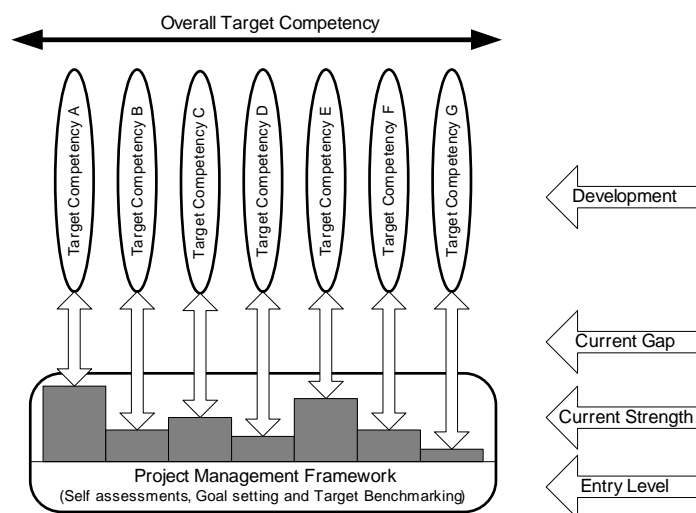 Overall Target Competency
Target Competency A
Target Competency B
Target Competency C
Target Competency D
Target Competency E
Target Competency F
Target Competency G
Development
Current Gap
Current Strength
Project Management Framework
(Self assessments, Goal setting and Target Benchmarking)
Entry Level